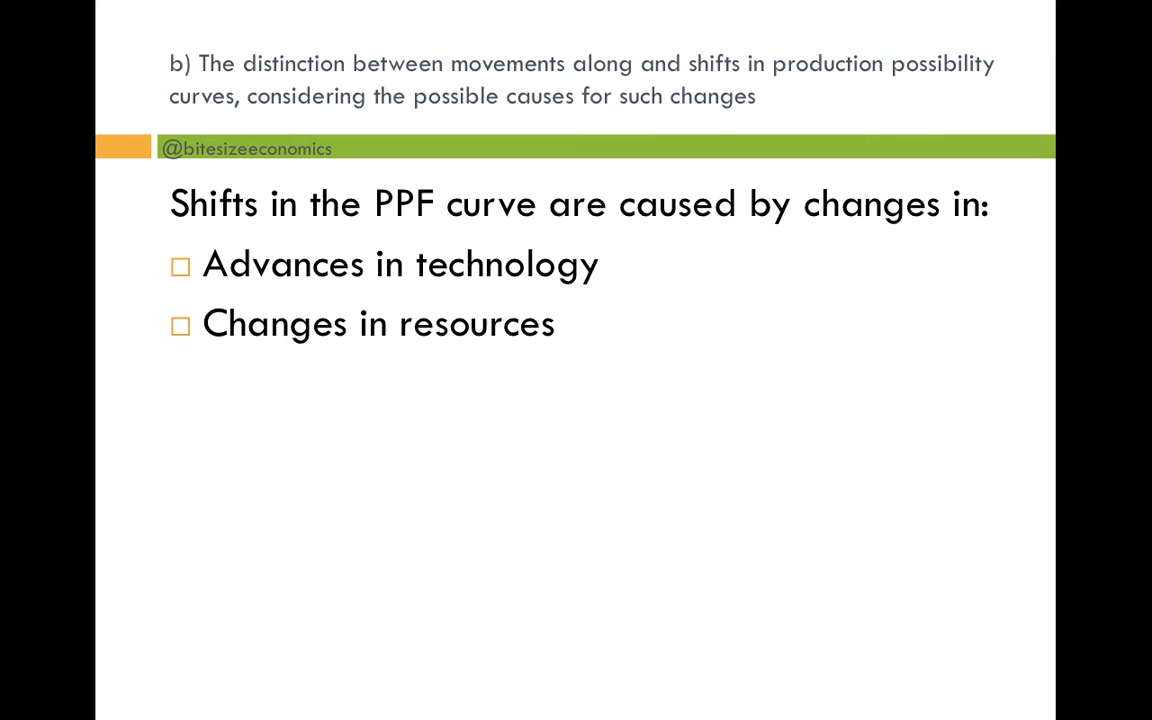 b) The distinction between movements along and shifts in production possibility
curves, considering the possible causes for such changes
@bitesizeeconomics
Shifts in the PPF curve are caused by changes in:
Advances in technology
Changes in resources